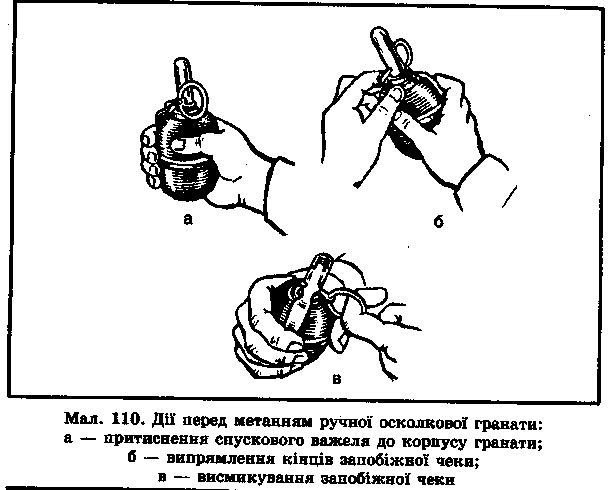 а
б
в
Мал. 110. Дії перед метанням ручної осколкової гранати:
а — притиснення спускового важеля до корпусу гранати;
б — випрямлення кінців запобіжної чеки;
в — висмикування запобіжної чеки